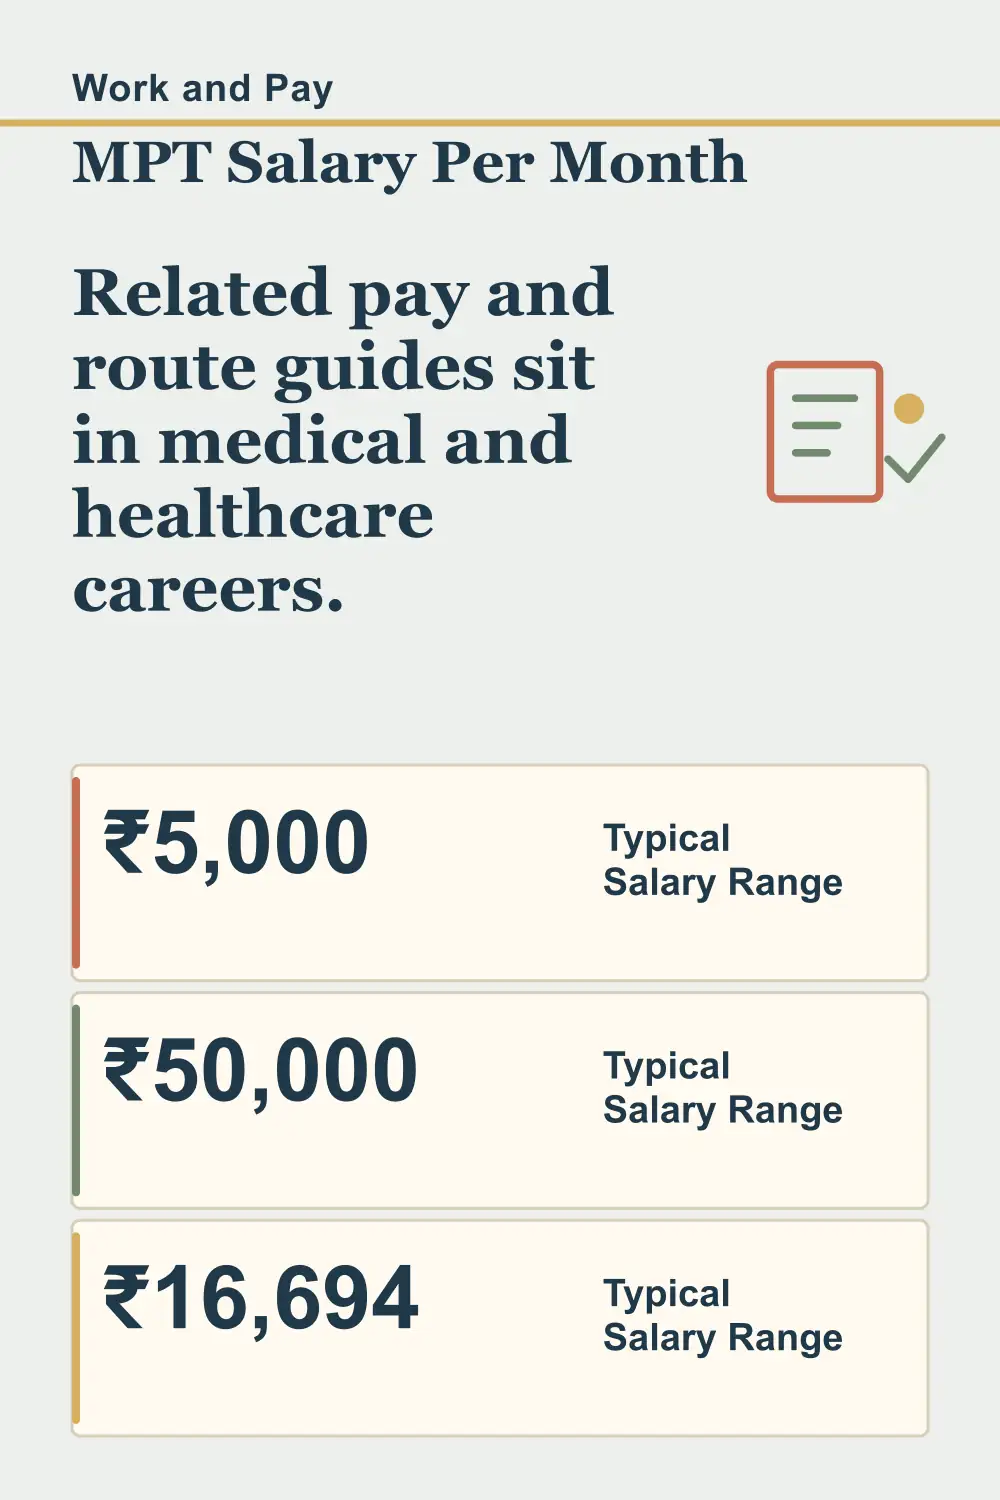 Work and Pay
MPT Salary Per Month
Related pay and
route guides sit
in medical and
healthcare
careers.
₹5,000
Typical
Salary Range
₹50,000
Typical
Salary Range
₹16,694
Typical
Salary Range